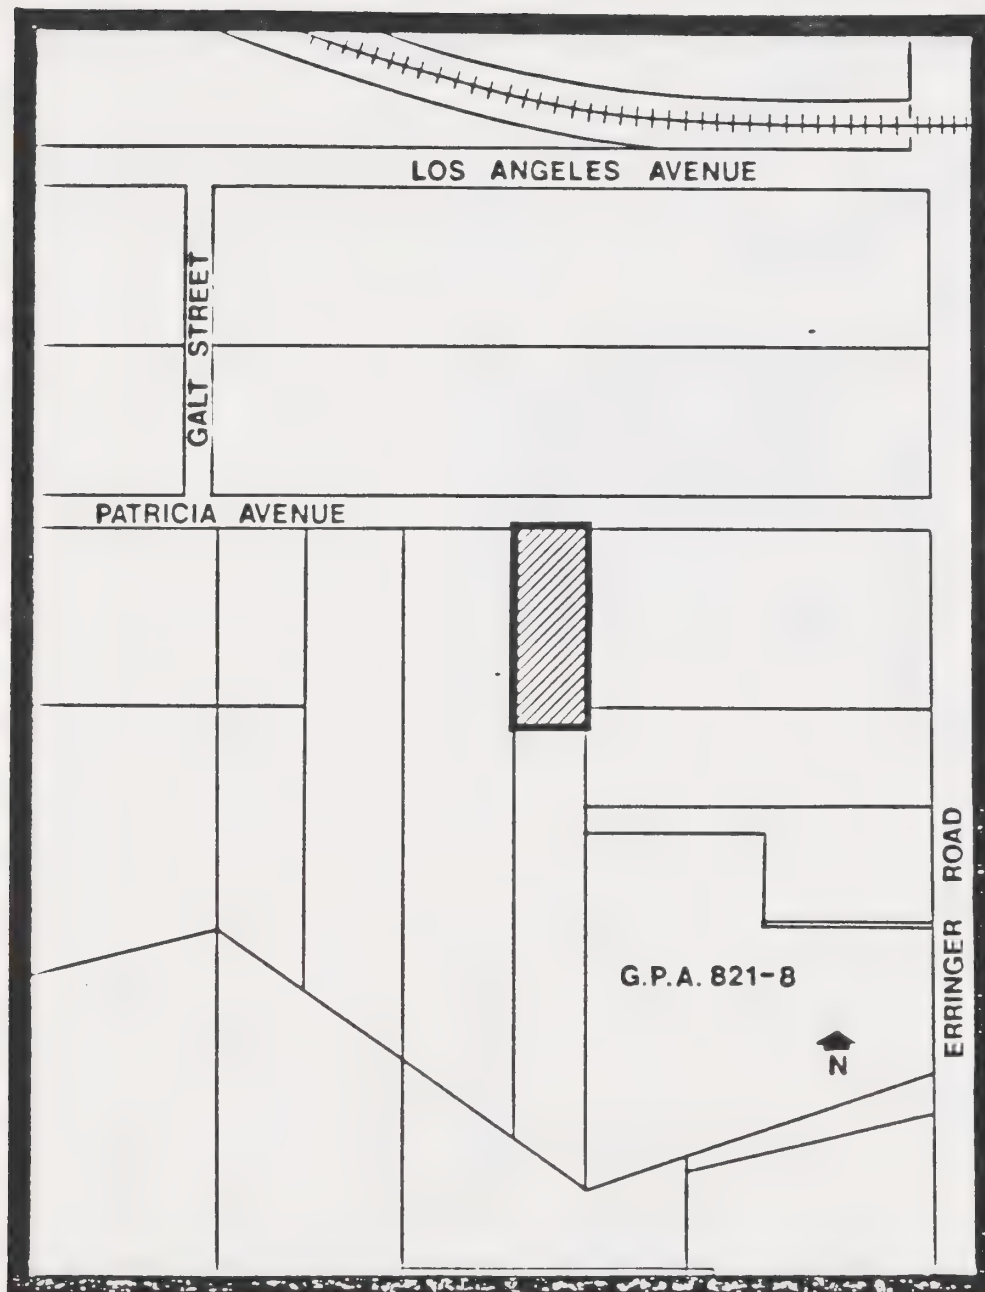 LOS ANGELES AVENUE
GALT STREET
PATRICIA AVENUE
ERRINGER ROAD
G.P.A. 821-8
N